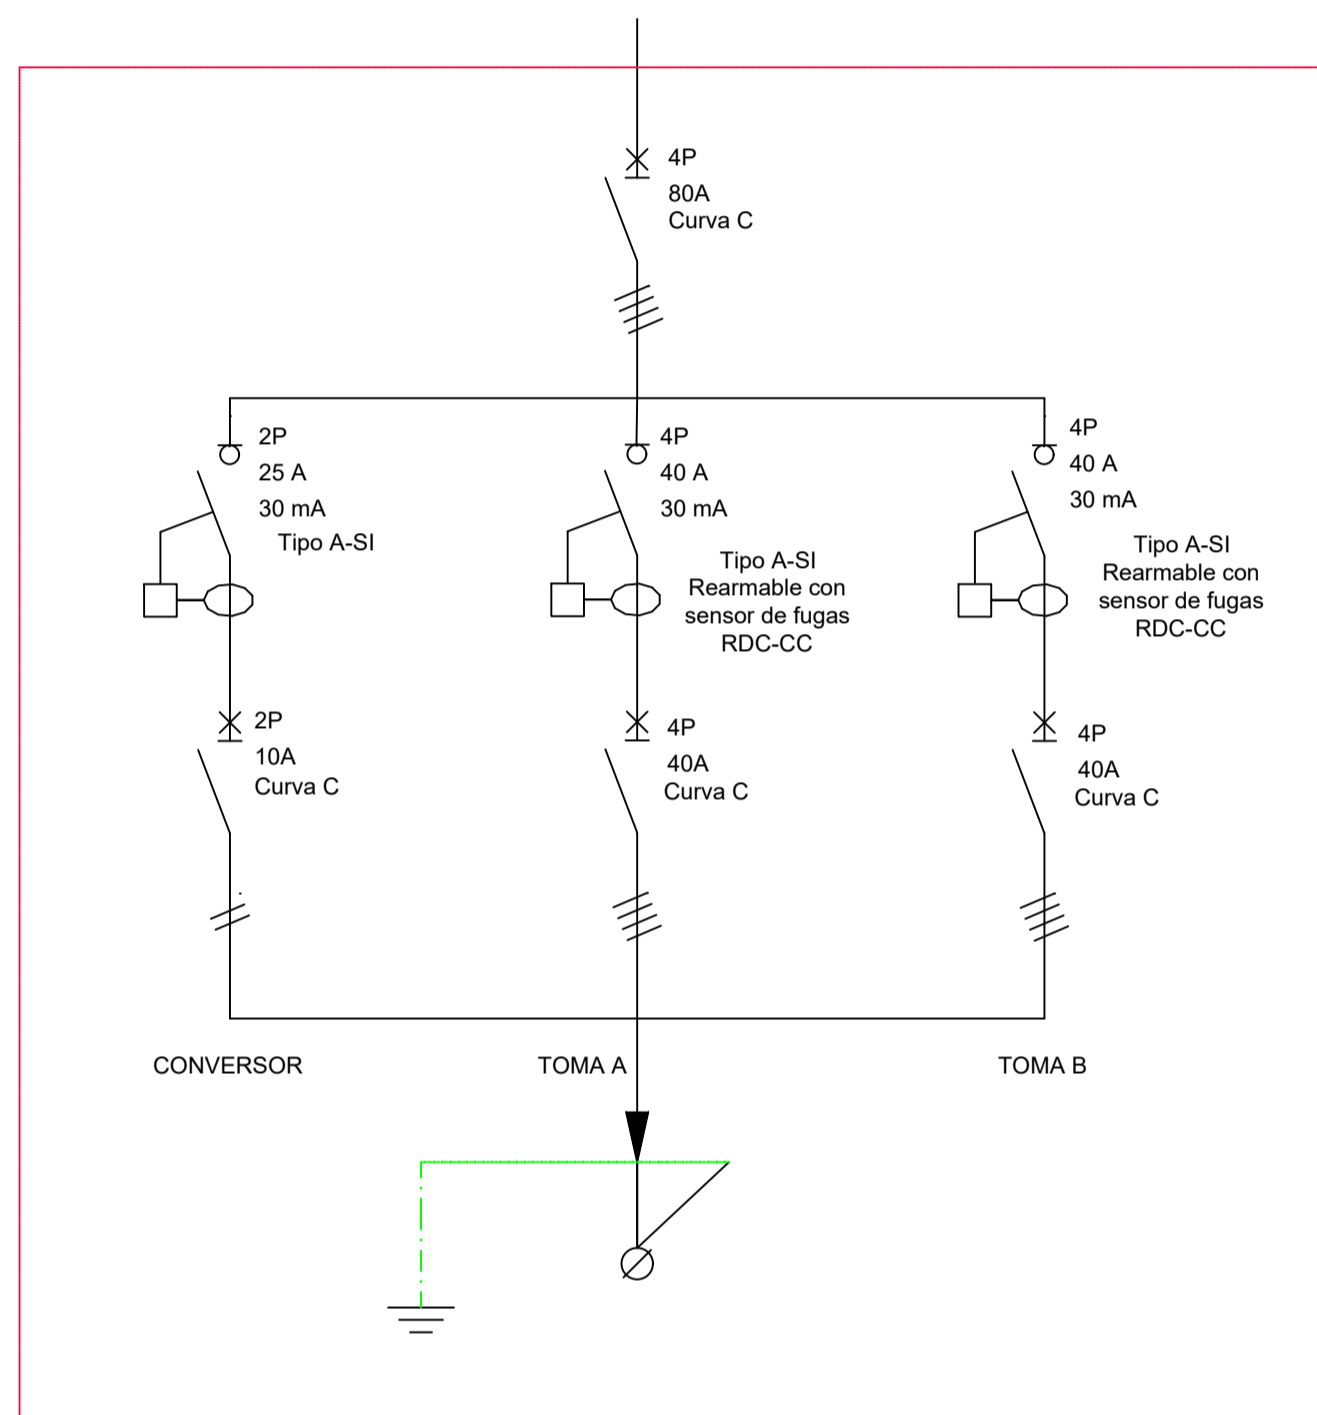 4P
80A
Curva C
2P
25 A
30 mA
Tipo A-SI
4P
40 A
30 mA
Tipo A-SI
Rearmable con
sensor de fugas
RDC-CC
4P
40 A
30 mA
Tipo A-SI
Rearmable con
sensor de fugas
RDC-CC
2P
10A
Curva C
4P
40A
Curva C
4P
40A
Curva C
CONVERSOR
TOMA A
TOMA B